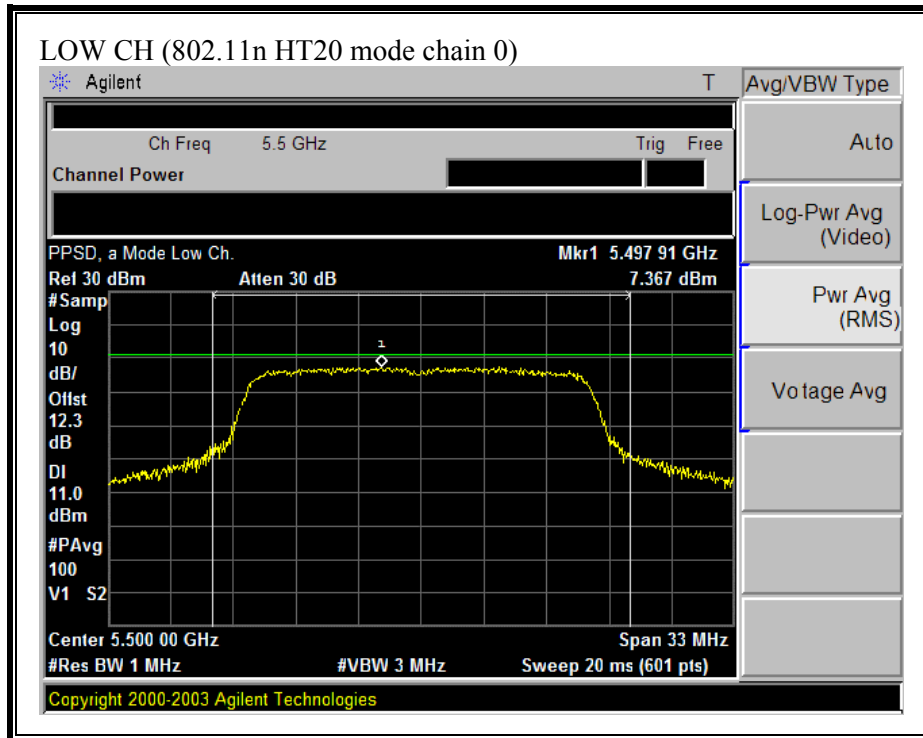 LOW CH (802.11n HT20 mode chain 0)
Agilent T Avg/VBW Type
Ch Freq 5.5 GHz Trig Free
Channel Power
Auto
Log-Pwr Avg
(Video)
PPSD, a Mode Low Ch. Mkr1 5.497 91 GHz
Ref 30 dBm Atten 30 dB 7.367 dBm
#Samp
Log
10
dB/
Offst
12.3
dB
DI
11.0
dBm
#PAvg
100
V1 S2
1
Pwr Avg
(RMS)
Votage Avg
Center 5.500 00 GHz Span 33 MHz
#Res BW 1 MHz #VBW 3 MHz Sweep 20 ms (601 pts)
Copyright 2000-2003 Agilent Technologies